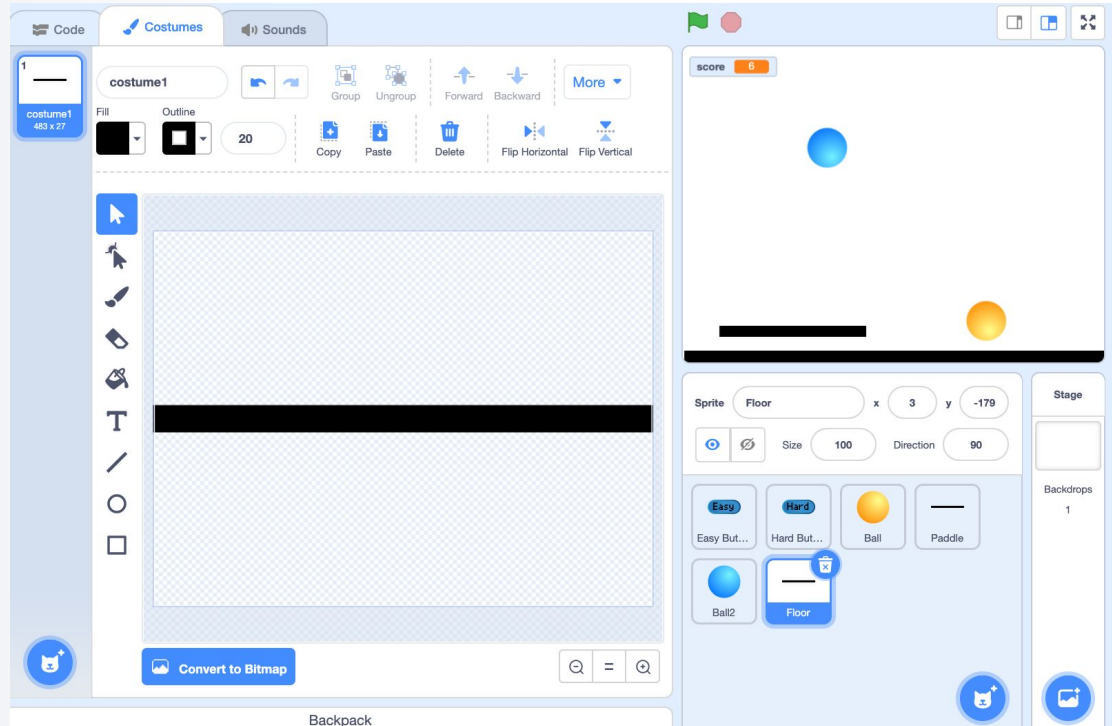 Code
Costumes
Sounds
1
costume1
483 x 27
costume1
Group
Ungroup
Forward
Backward
More
Fill
Outline
20
Copy
Paste
Delete
Flip Horizontal
Flip Vertical
T
Convert to Bitmap
Backpack
score 6
Sprite Floor x 3 y -179
Size 100 Direction 90
Easy
Easy But...
Hard
Hard But...
Ball
Paddle
Ball2
Floor
Stage
Backdrops
1